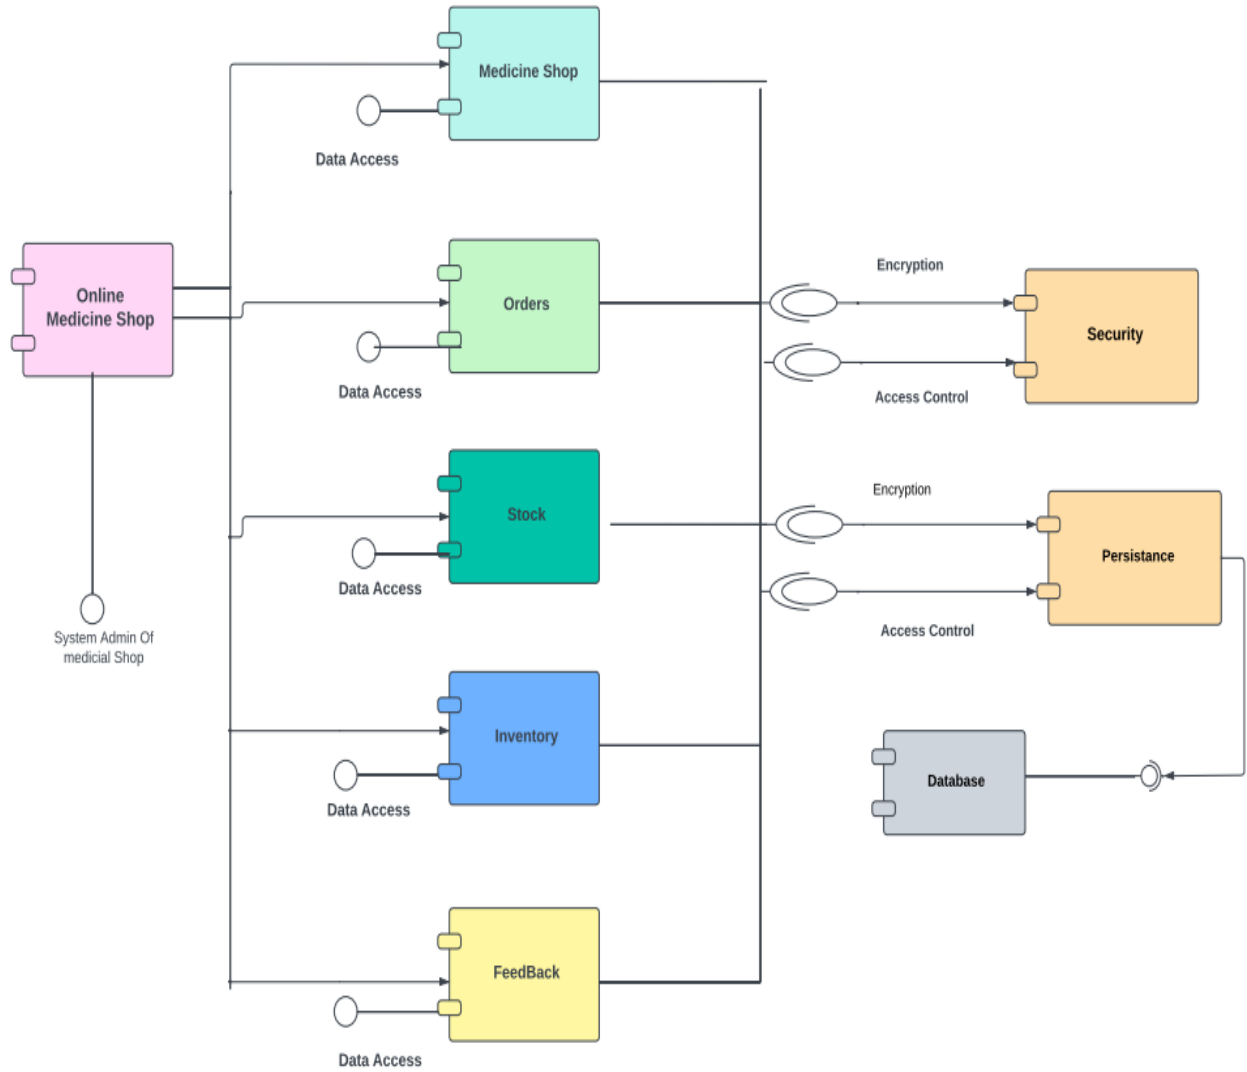 Medicine Shop
Data Access
Online
Medicine Shop
Orders
Data Access
Encryption
Security
Access Control
Stock
Data Access
Encryption
Persistance
Access Control
System Admin Of
medicial Shop
Inventory
Data Access
Database
FeedBack
Data Access